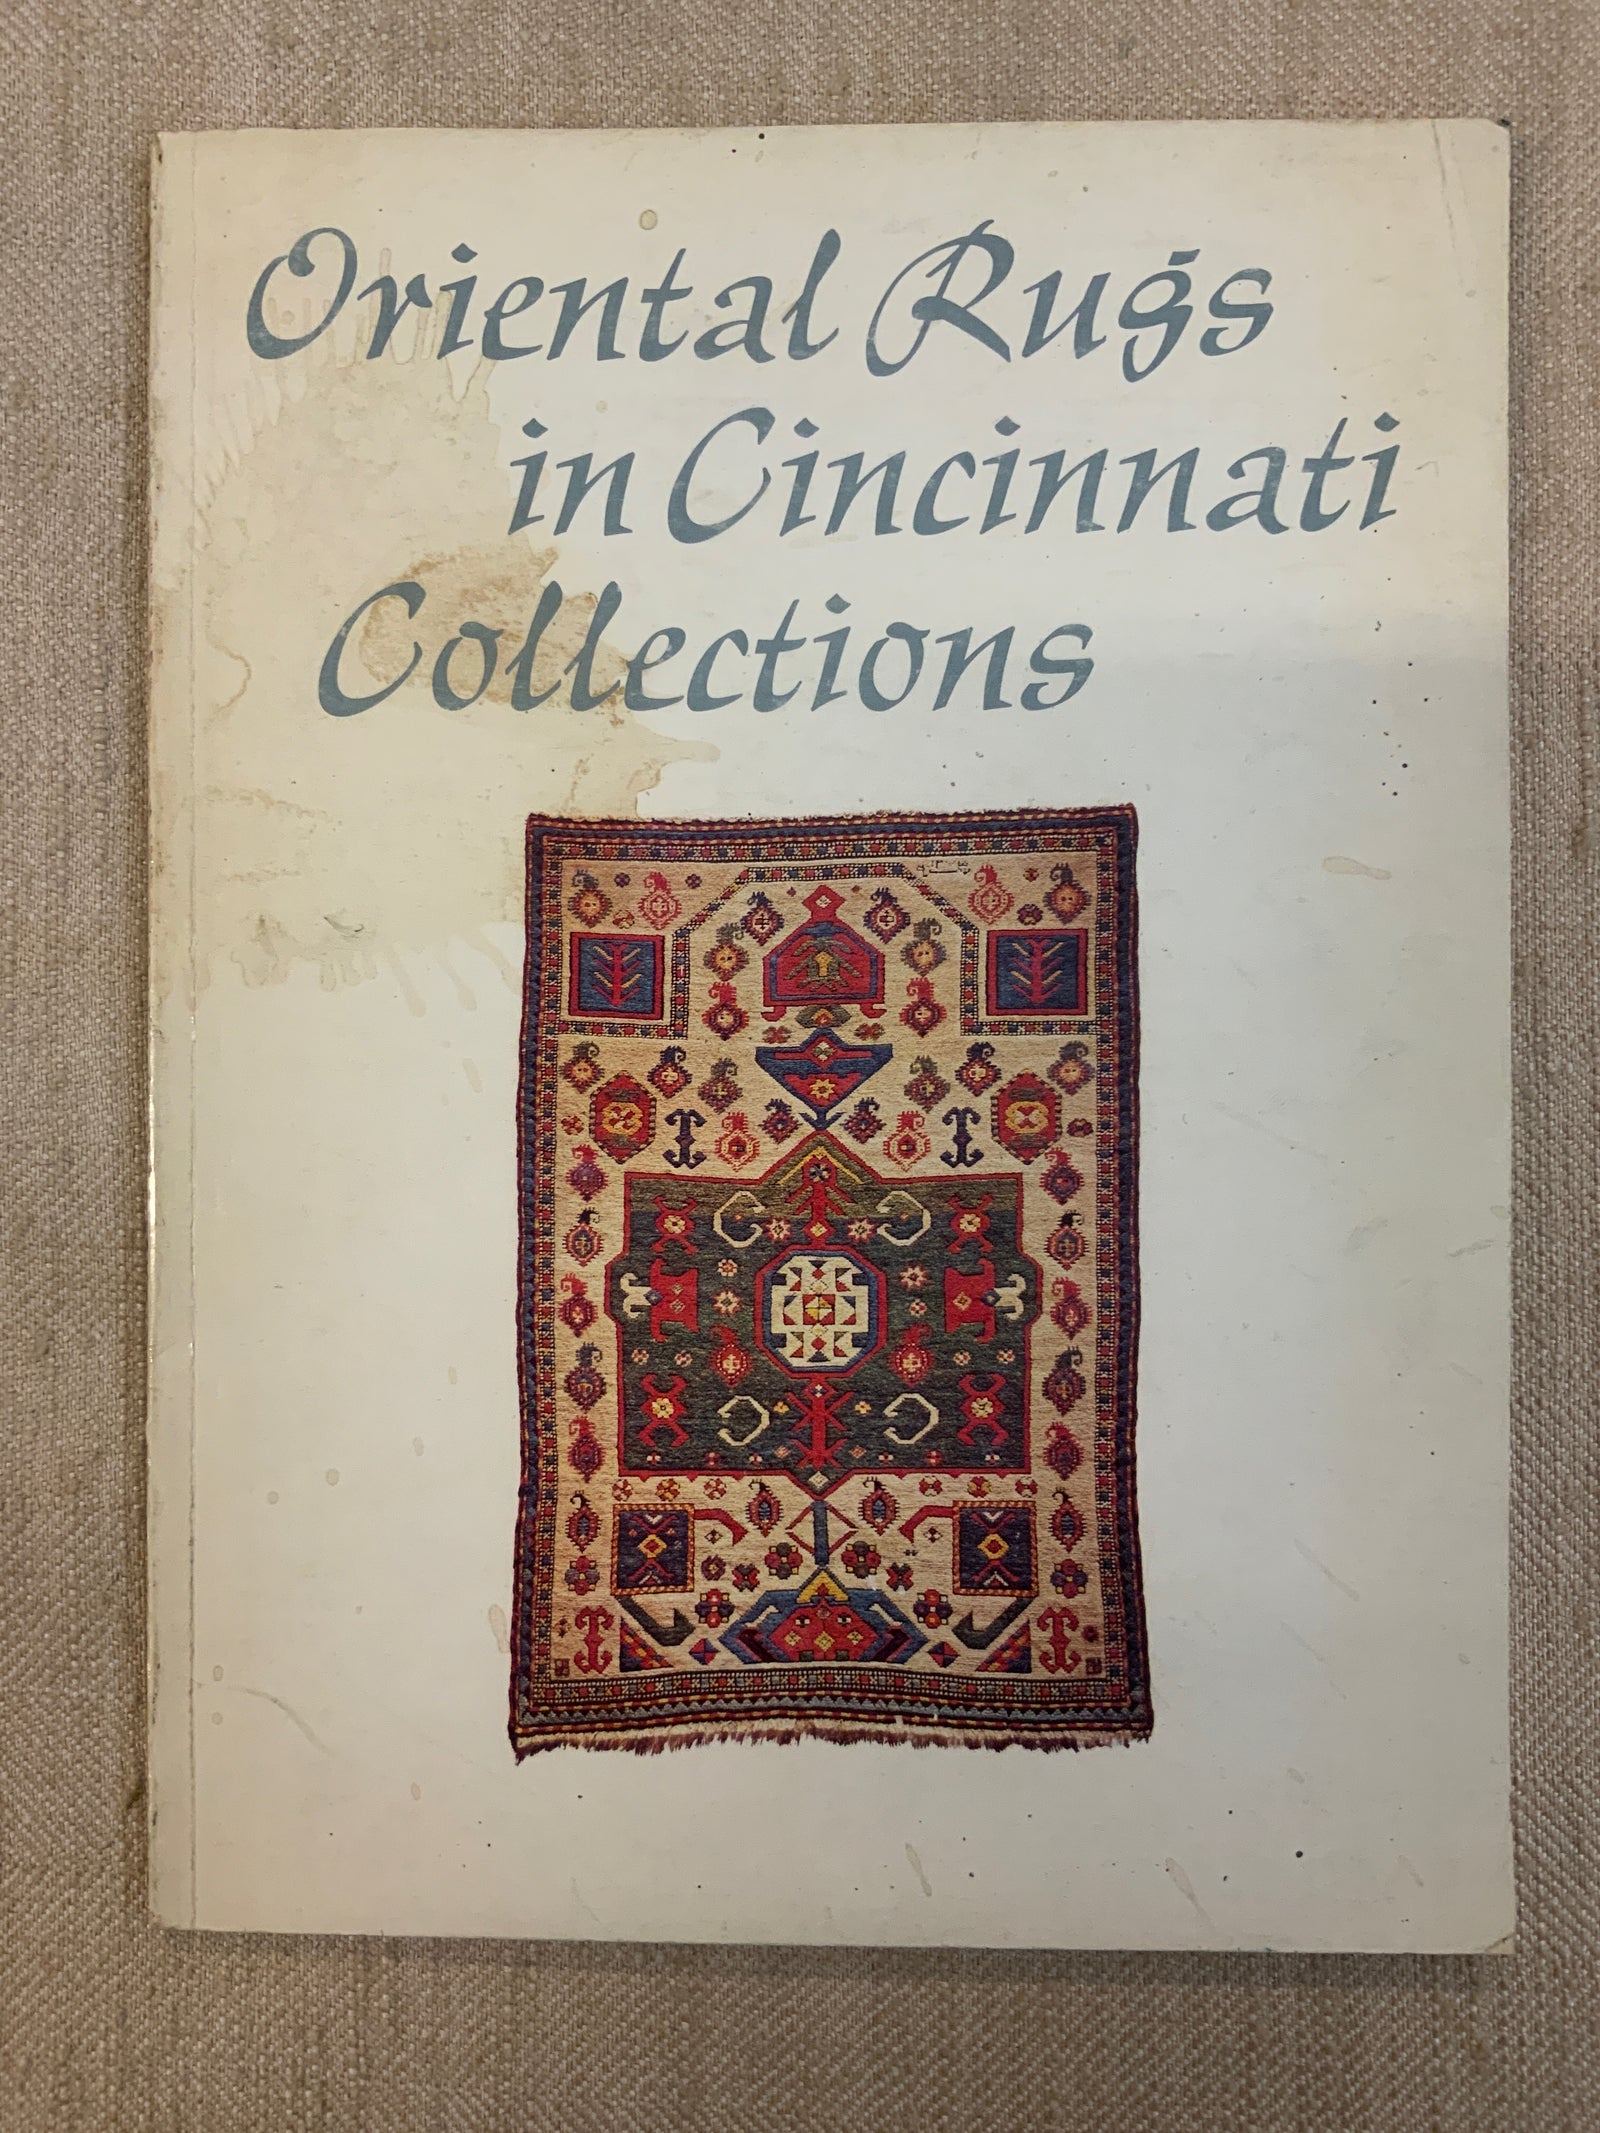 Oriental Rugs
in Cincinnati
Collections